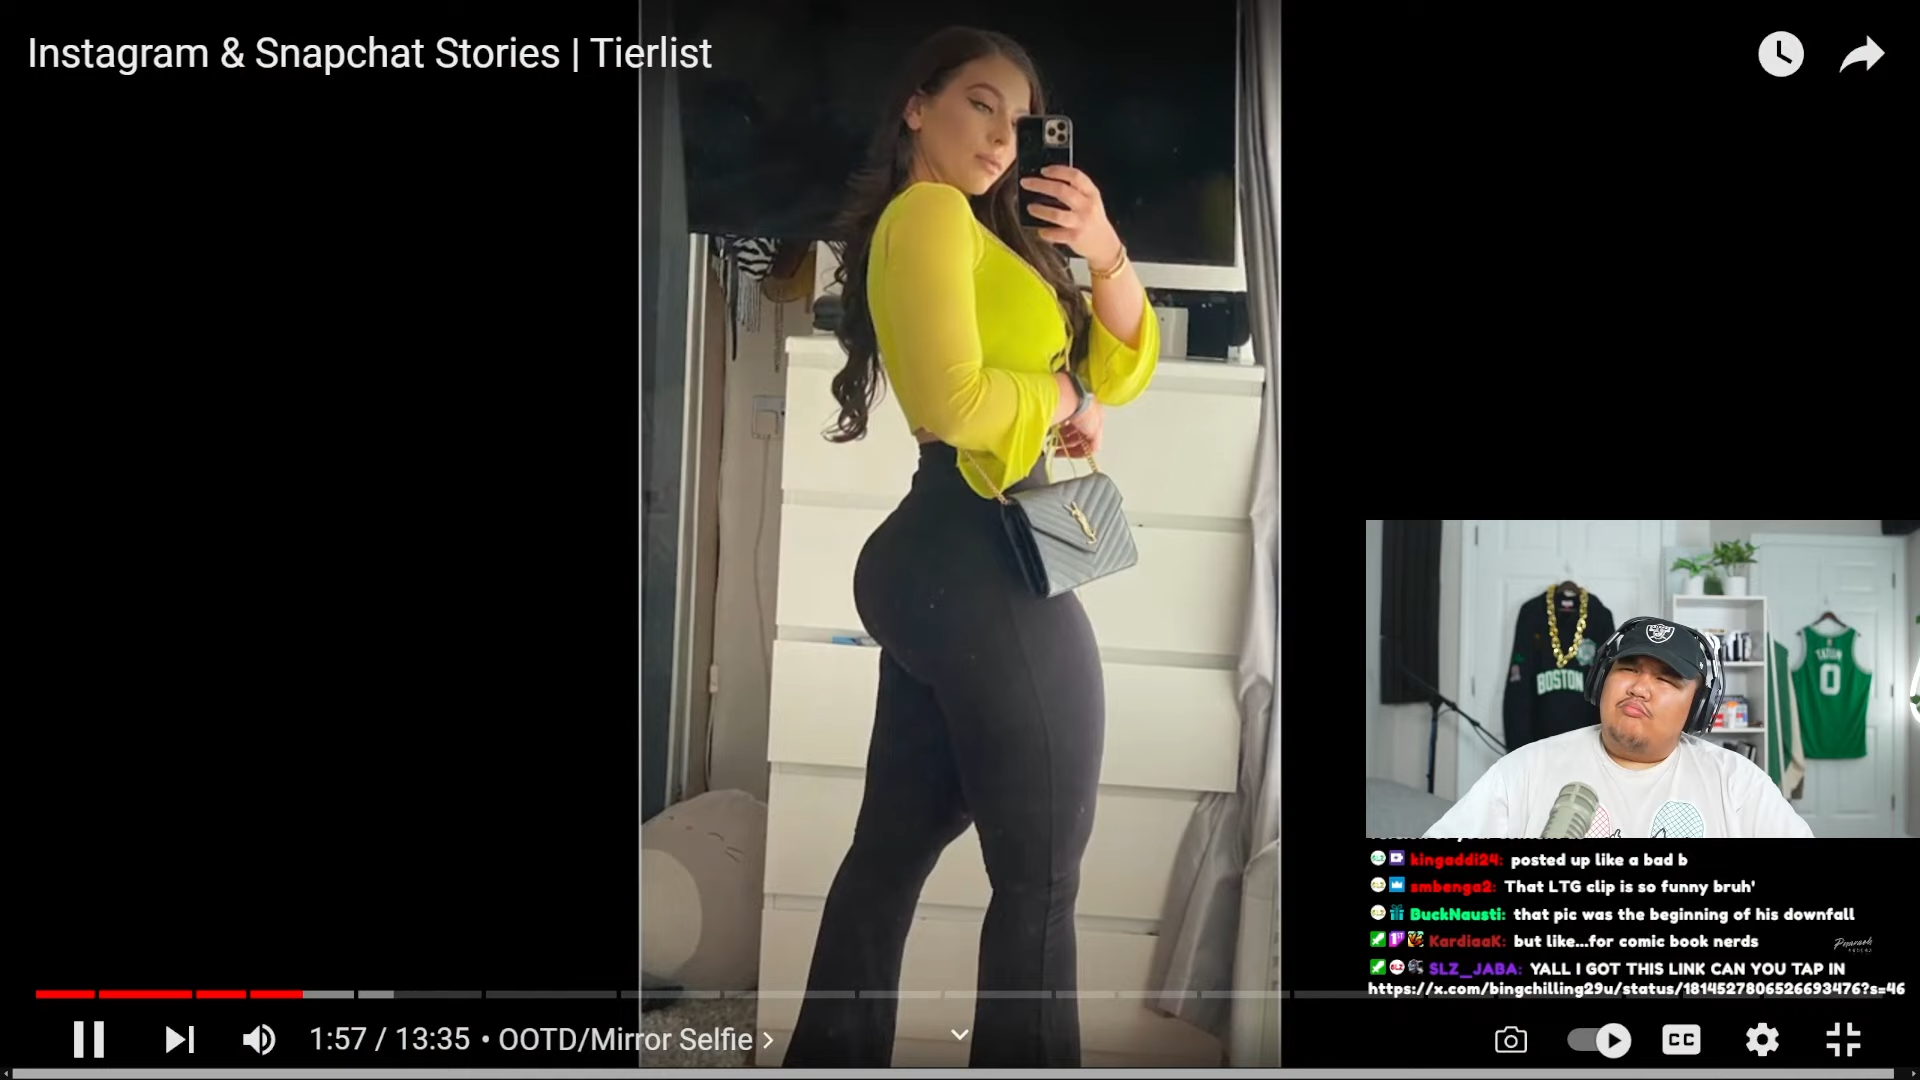 Instagram & Snapchat Stories | Tierlist
BOSTON
TATUM
0
kingaddi24: posted up like a bad b
smbenga2: That LTG clip is so funny bruh'
BuckNausti: that pic was the beginning of his downfall
KardiaaK: but like...for comic book nerds
SLZ_JABA: YALL I GOT THIS LINK CAN YOU TAP IN
https://x.com/bingchilling29u/status/1814527806526693476?s=46
1:57 / 13:35 • OOTD/Mirror Selfie >
CC